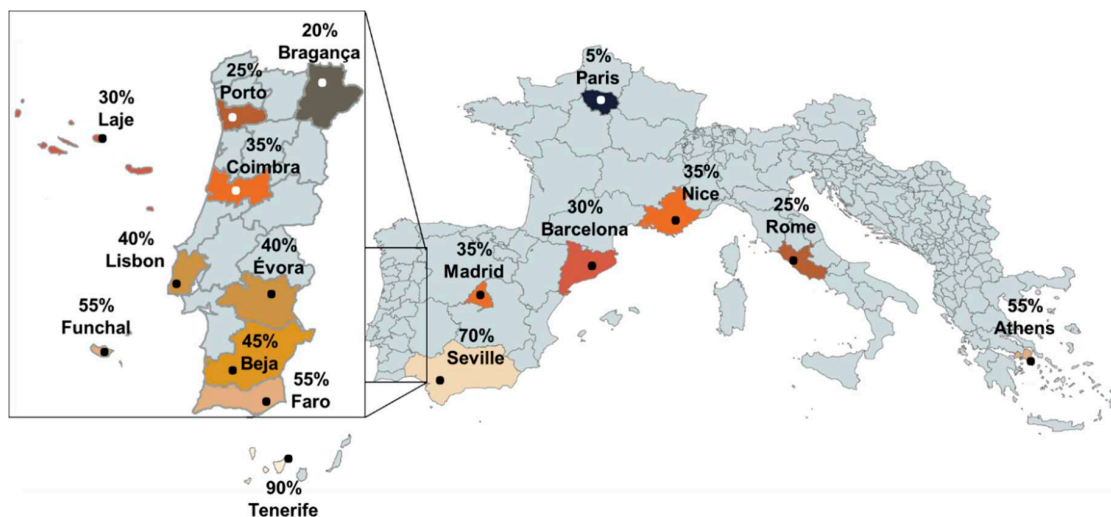 20%
Bragança
25%
Porto
30%
Laje
35%
Coimbra
40%
Lisbon
40%
Évora
55%
Funchal
45%
Beja
55%
Faro
5%
Paris
35%
Nice
30%
Barcelona
25%
Rome
35%
Madrid
70%
Seville
55%
Athens
90%
Tenerife